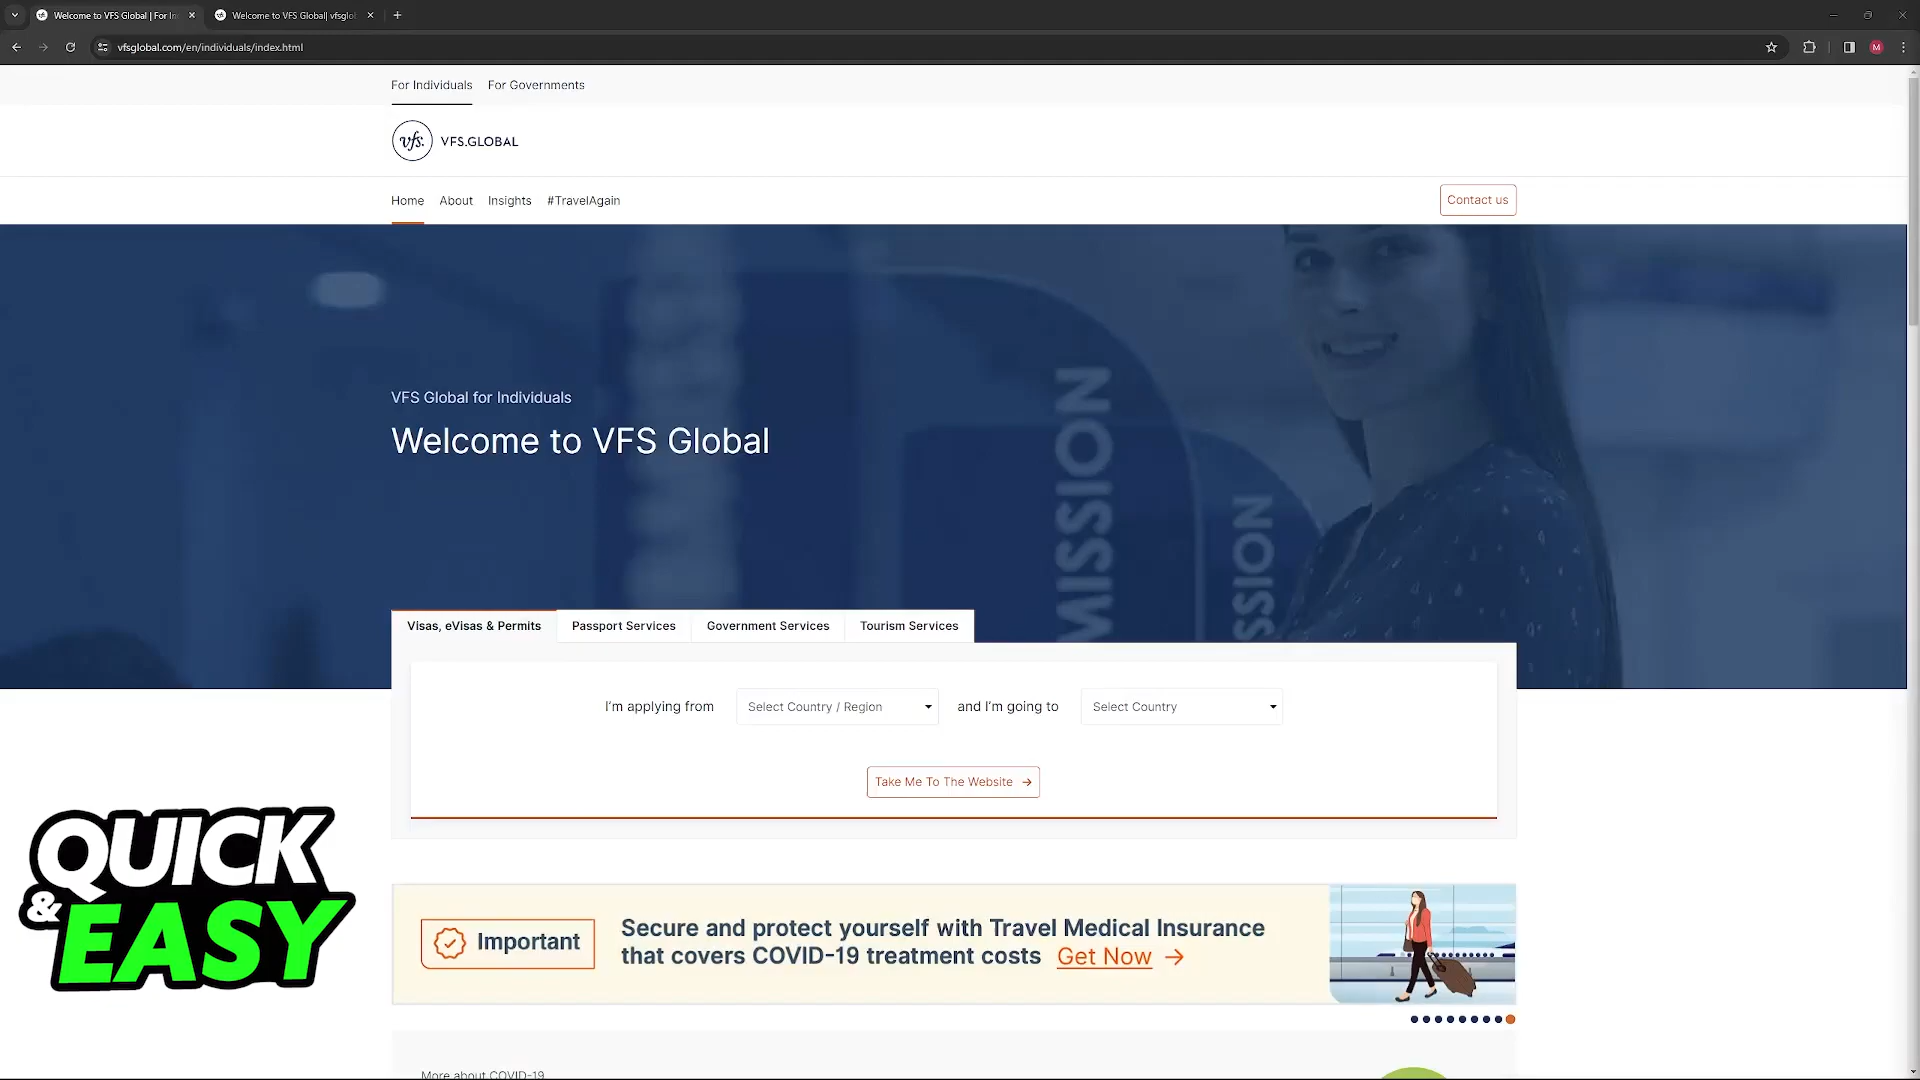 Welcome to VFS Global | For In
Welcome to VFS Global| vfsglol
vfsglobal.com/en/individuals/index.html
M
For Individuals
For Governments
vfs. VFS.GLOBAL
Home
About
Insights
#TravelAgain
Contact us
MISSION
SSION
VFS Global for Individuals
Welcome to VFS Global
Visas, eVisas & Permits
Passport Services
Government Services
Tourism Services
I'm applying from
Select Country / Region
and I'm going to
Select Country
Take Me To The Website →
QUICK
& EASY
Important
Secure and protect yourself with Travel Medical Insurance
that covers COVID-19 treatment costs Get Now →
More about COVID-19